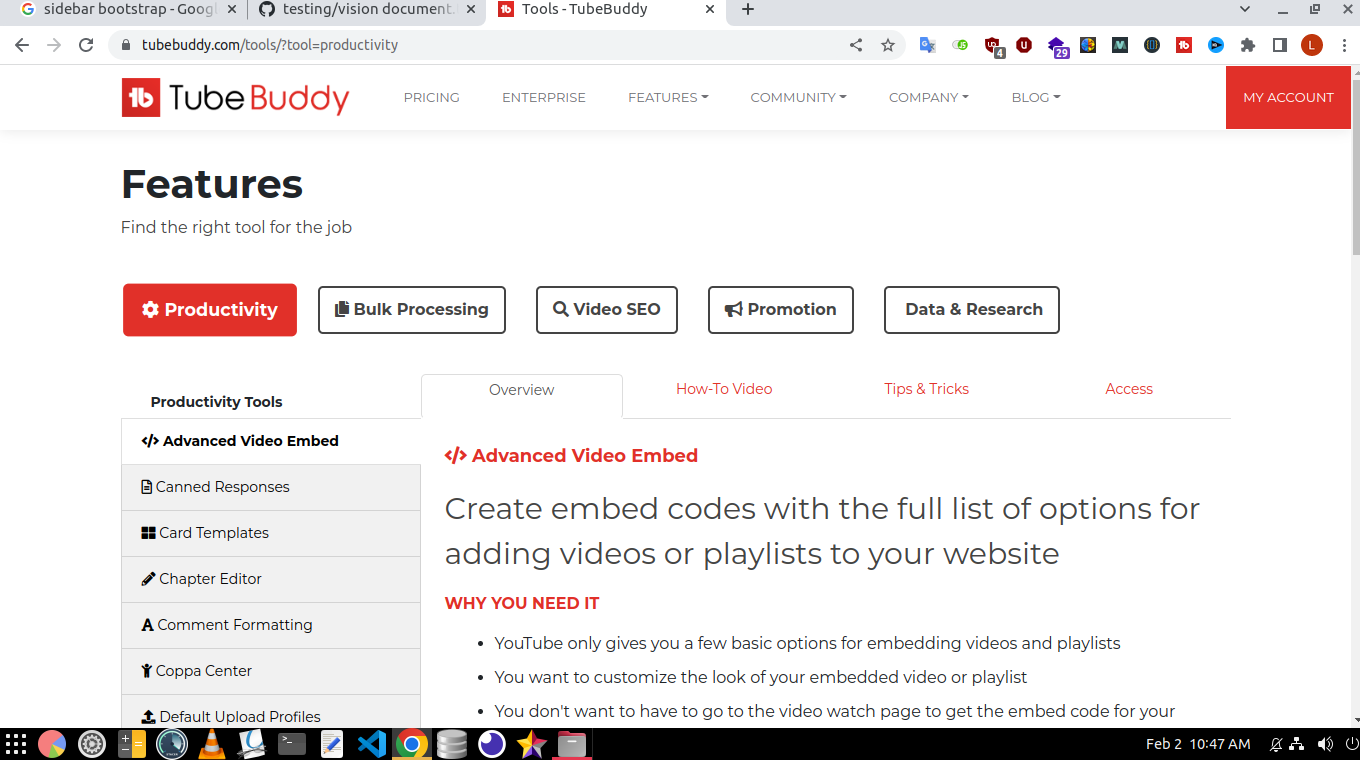 sidebar bootstrap - Goog
testing/vision document.
Tools - TubeBuddy
tubebuddy.com/tools/?tool=productivity
4
29
L
TubeBuddy
PRICING
ENTERPRISE
FEATURES
COMMUNITY
COMPANY
BLOG
MY ACCOUNT
Features
Find the right tool for the job
Productivity
Bulk Processing
Video SEO
Promotion
Data & Research
Productivity Tools
Overview
How-To Video
Tips & Tricks
Access
Advanced Video Embed
Canned Responses
Card Templates
Chapter Editor
Comment Formatting
Coppa Center
Default Upload Profiles
Advanced Video Embed
Create embed codes with the full list of options for
adding videos or playlists to your website
WHY YOU NEED IT
• YouTube only gives you a few basic options for embedding videos and playlists
• You want to customize the look of your embedded video or playlist
• You don't want to have to go to the video watch page to get the embed code for your
Feb 2 10:47 AM